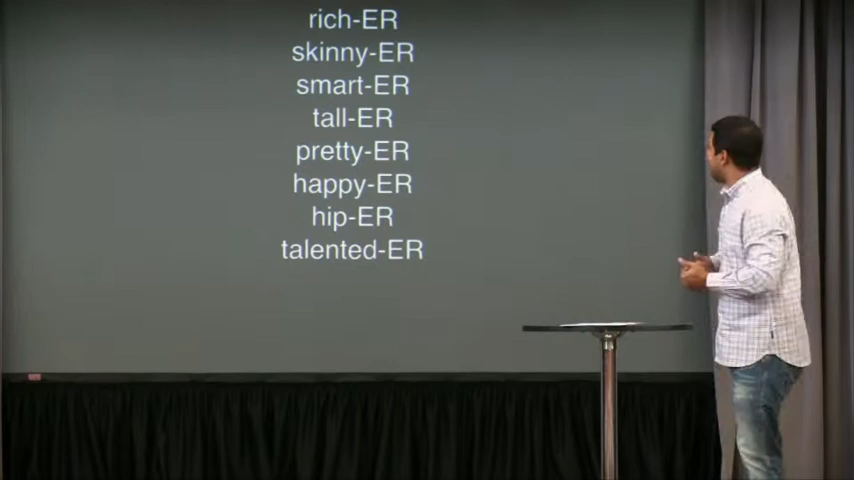 rich-ER
skinny-ER
smart-ER
tall-ER
pretty-ER
happy-ER
hip-ER
talented-ER